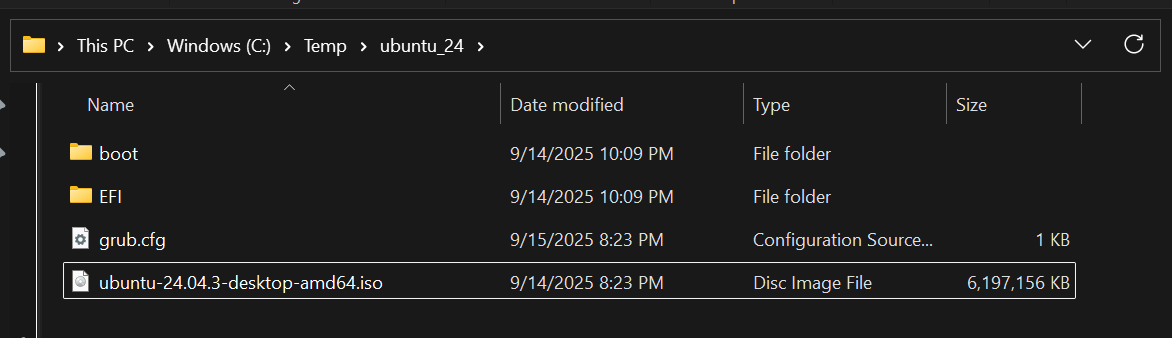 This PC > Windows (C:) > Temp > ubuntu_24 >
Name Date modified Type Size
boot 9/14/2025 10:09 PM File folder
EFI 9/14/2025 10:09 PM File folder
grub.cfg 9/15/2025 8:23 PM Configuration Source... 1 KB
ubuntu-24.04.3-desktop-amd64.iso 9/14/2025 8:23 PM Disc Image File 6,197,156 KB